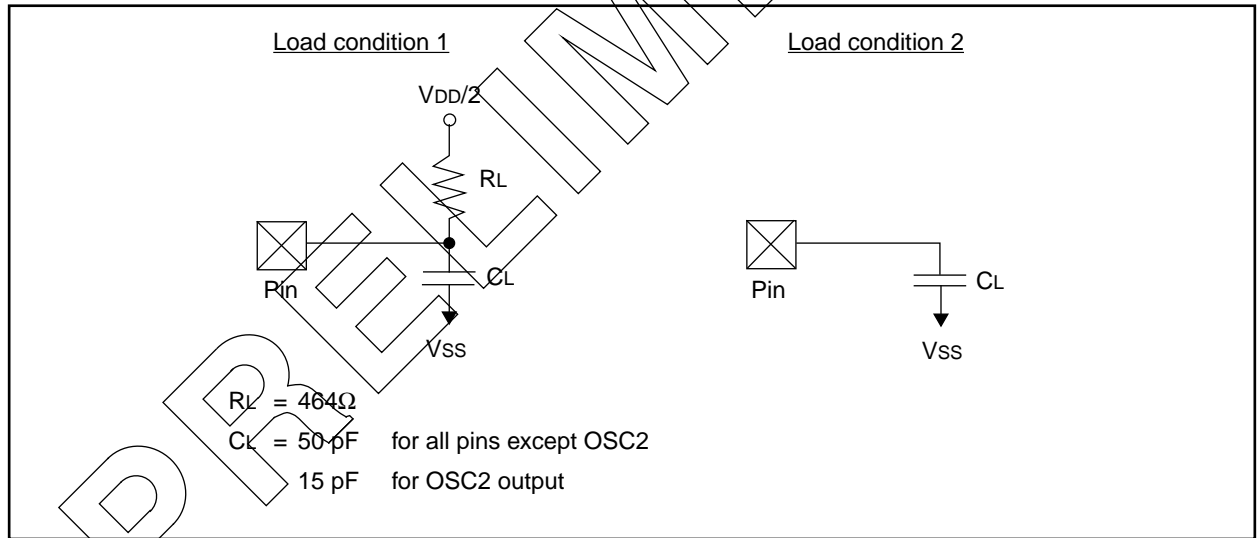 Load condition 1
Load condition 2
VDD/2
RL
Pin
CL
VSS
Pin
CL
VSS
RL = 464Ω
CL = 50 pF for all pins except OSC2
15 pF for OSC2 output
PRELIM